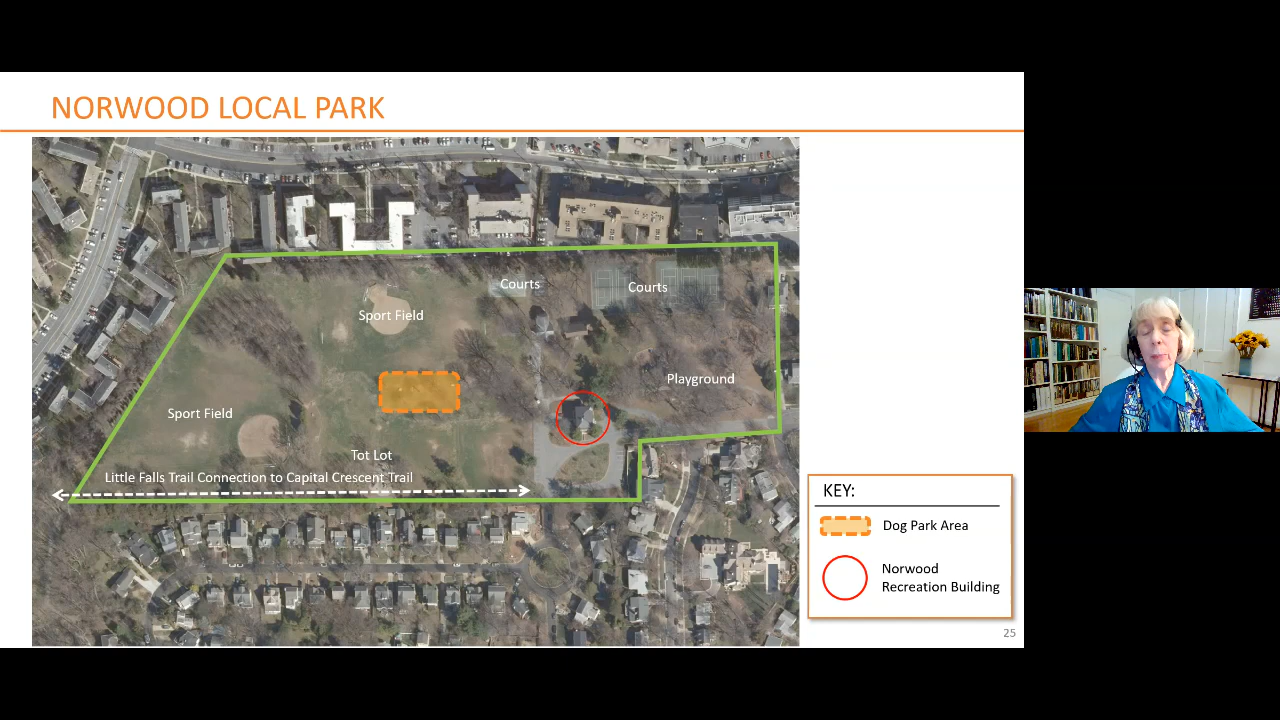 NORWOOD LOCAL PARK
Courts
Courts
Sport Field
Playground
Sport Field
Tot Lot
Little Falls Trail Connection to Capital Crescent Trail
KEY:
Dog Park Area
Norwood
Recreation Building
25